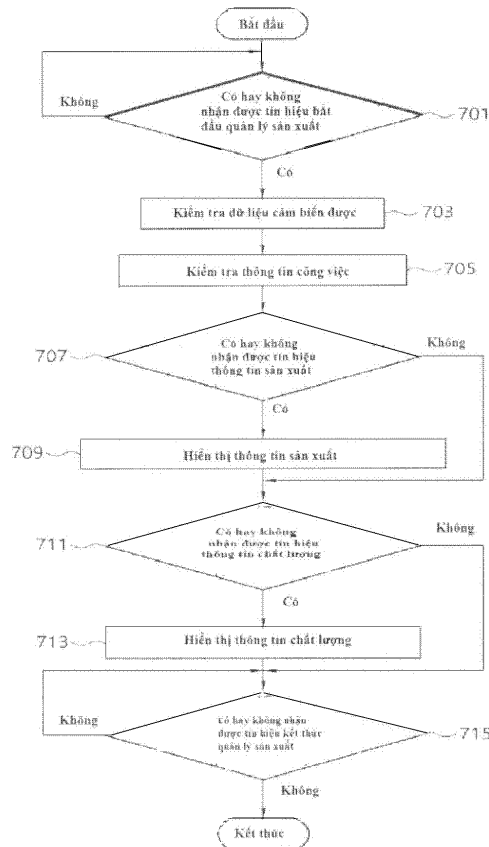 Bắt đầu
Không
Có hay không
nhận được tín hiệu bắt
đầu quản lý sản xuất
701
Có
Kiểm tra dữ liệu cảm biến được
703
Kiểm tra thông tin công việc
705
707
Có hay không
nhận được tín hiệu
thông tin sản xuất
Không
Có
709
Hiển thị thông tin sản xuất
711
Có hay không
nhận được tín hiệu
thông tin chất lượng
Không
Có
713
Hiển thị thông tin chất lượng
Không
Có hay không nhận
được tín hiệu kết thúc
quản lý sản xuất
715
Không
Kết thúc